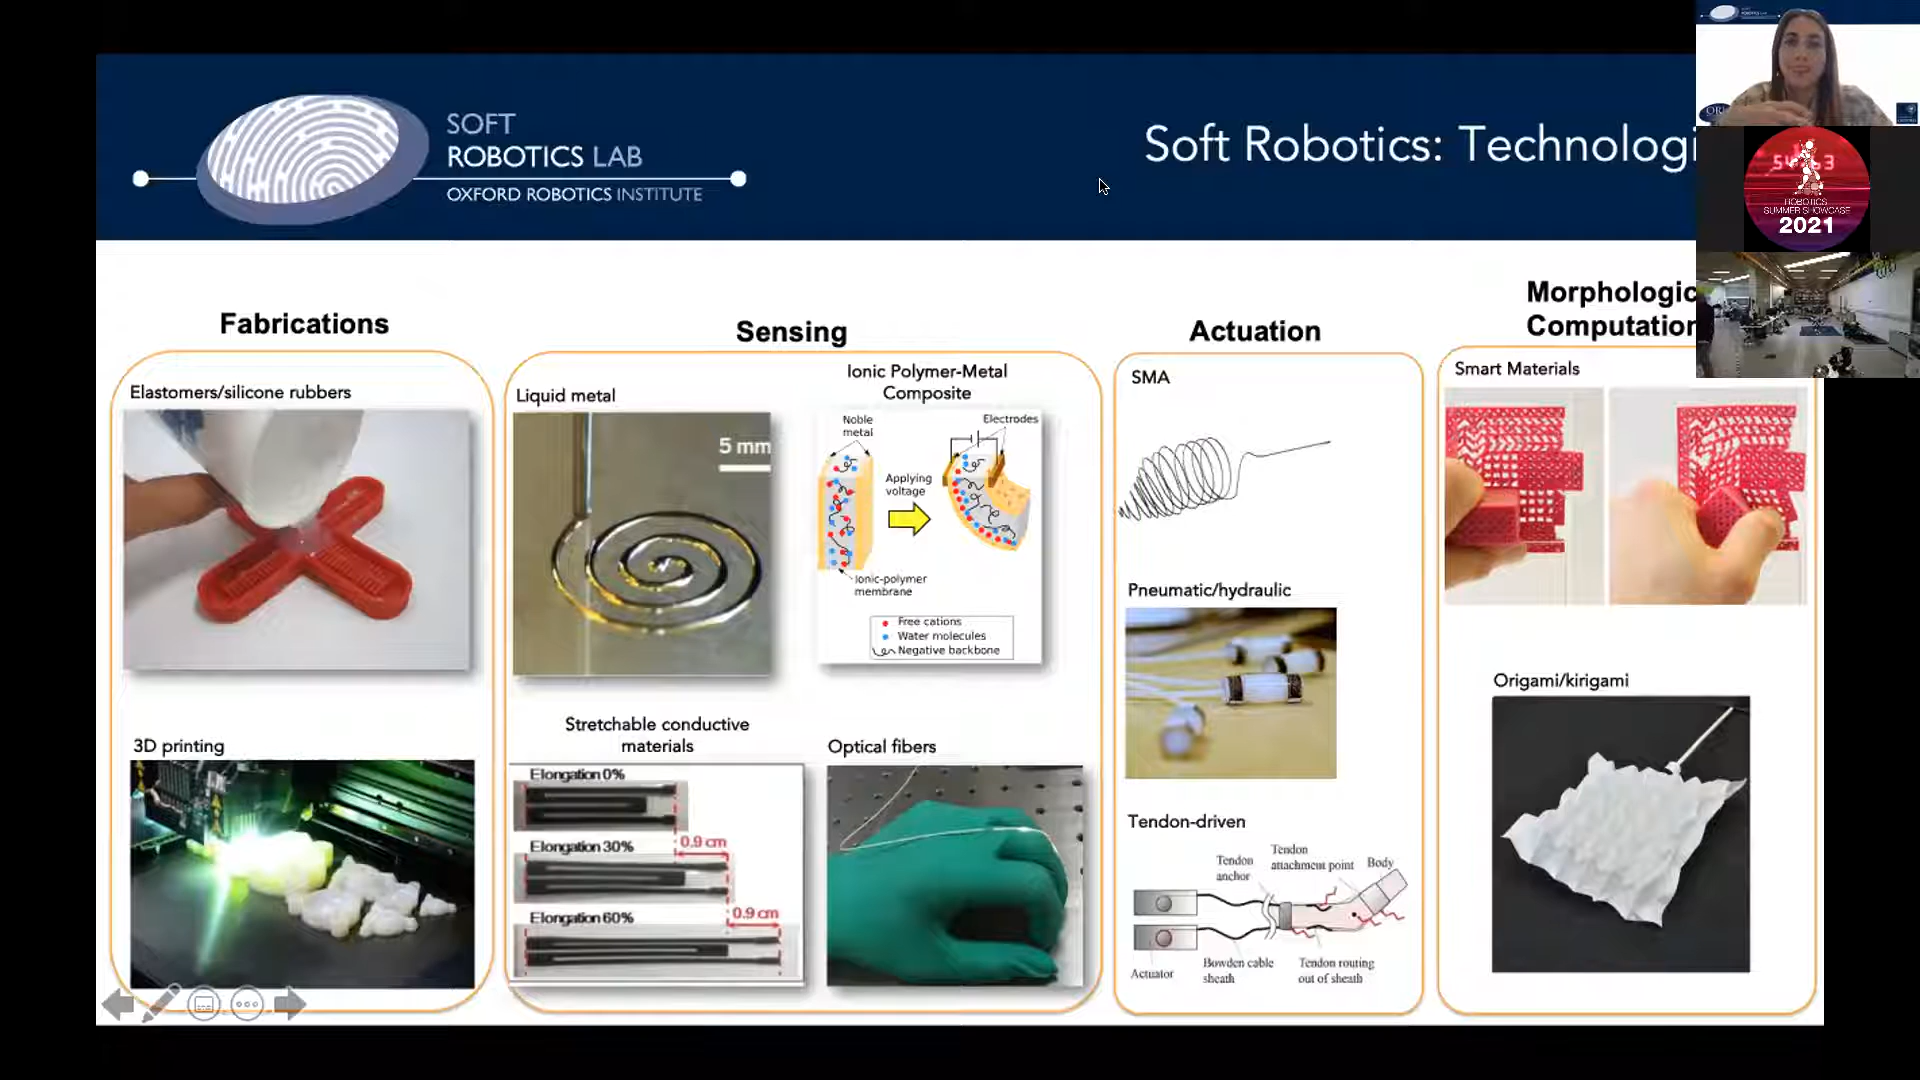 SOFT
ROBOTICS LAB
OXFORD ROBOTICS INSTITUTE
Soft Robotics: Technologi
ROBOTICS
SUMMER SHOWCASE
2021
Fabrications
Elastomers/silicone rubbers
3D printing
Sensing
Liquid metal
5 mm
Ionic Polymer-Metal
Composite
Noble
metal
Electrodes
Applying
voltage
Ionic-polymer
membrane
Free cations
Water molecules
Negative backbone
Stretchable conductive
materials
Elongation 0%
0.9 cm
Elongation 30%
0.9 cm
Elongation 60%
Optical fibers
Actuation
SMA
Pneumatic/hydraulic
Tendon-driven
Tendon
anchor
Tendon
attachment point
Body
Actuator
Bowden cable
sheath
Tendon routing
out of sheath
Morphologic
Computation
Smart Materials
Origami/kirigami